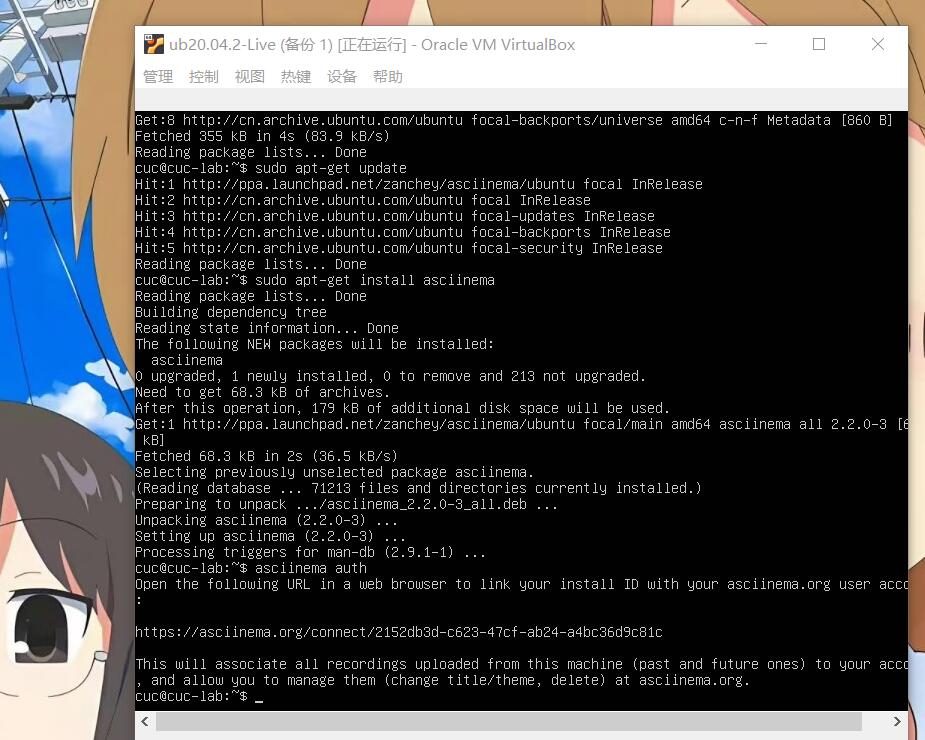 ub20.04.2-Live (备份 1) [正在运行] - Oracle VM VirtualBox
管理 控制 视图 热键 设备 帮助
Get:8 http://cn.archive.ubuntu.com/ubuntu focal-backports/universe amd64 c-n-f Metadata [860 B]
Fetched 355 kB in 4s (83.9 kB/s)
Reading package lists... Done
cuc@cuc-lab:~$ sudo apt-get update
Hit:1 http://ppa.launchpad.net/zanchey/asciinema/ubuntu focal InRelease
Hit:2 http://cn.archive.ubuntu.com/ubuntu focal InRelease
Hit:3 http://cn.archive.ubuntu.com/ubuntu focal-updates InRelease
Hit:4 http://cn.archive.ubuntu.com/ubuntu focal-backports InRelease
Hit:5 http://cn.archive.ubuntu.com/ubuntu focal-security InRelease
Reading package lists... Done
cuc@cuc-lab:~$ sudo apt-get install asciinema
Reading package lists... Done
Building dependency tree
Reading state information... Done
The following NEW packages will be installed:
  asciinema
0 upgraded, 1 newly installed, 0 to remove and 213 not upgraded.
Need to get 68.3 kB of archives.
After this operation, 179 kB of additional disk space will be used.
Get:1 http://ppa.launchpad.net/zanchey/asciinema/ubuntu focal/main amd64 asciinema all 2.2.0-3 [6
 kB]
Fetched 68.3 kB in 2s (36.5 kB/s)
Selecting previously unselected package asciinema.
(Reading database ... 71213 files and directories currently installed.)
Preparing to unpack .../asciinema_2.2.0-3_all.deb ...
Unpacking asciinema (2.2.0-3) ...
Setting up asciinema (2.2.0-3) ...
Processing triggers for man-db (2.9.1-1) ...
cuc@cuc-lab:~$ asciinema auth
Open the following URL in a web browser to link your install ID with your asciinema.org user acco
:
https://asciinema.org/connect/2152db3d-c623-47cf-ab24-a4bc36d9c81c
This will associate all recordings uploaded from this machine (past and future ones) to your acco
, and allow you to manage them (change title/theme, delete) at asciinema.org.
cuc@cuc-lab:~$ _